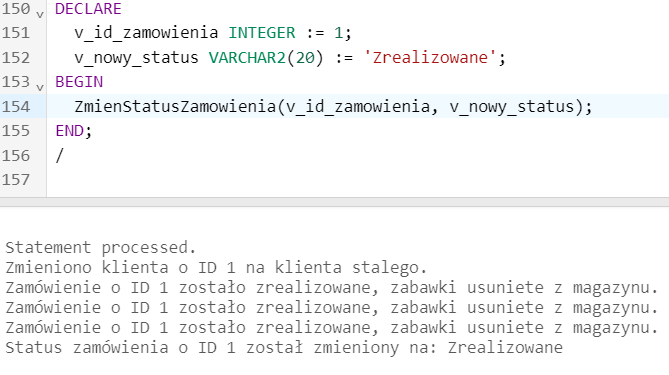 150 DECLARE
151 v_id_zamowienia INTEGER := 1;
152 v_nowy_status VARCHAR2(20) := 'Zrealizowane';
153 BEGIN
154 ZmienStatusZamowienia(v_id_zamowienia, v_nowy_status);
155 END;
156 /
157
Statement processed.
Zmieniono klienta o ID 1 na klienta stalego.
Zamówienie o ID 1 zostało zrealizowane, zabawki usuniete z magazynu.
Zamówienie o ID 1 zostało zrealizowane, zabawki usuniete z magazynu.
Zamówienie o ID 1 zostało zrealizowane, zabawki usuniete z magazynu.
Status zamówienia o ID 1 został zmieniony na: Zrealizowane